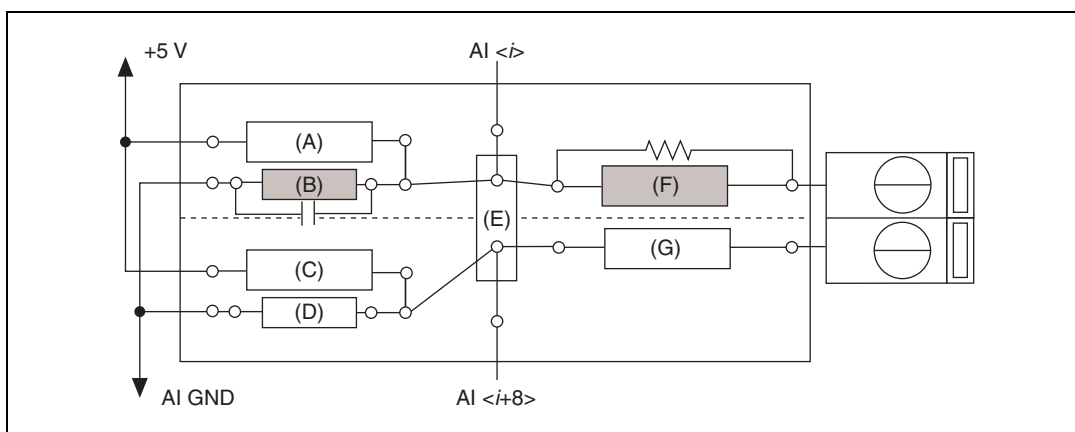 +5 V
AI <i>
(A)
(B)
(F)
(E)
(G)
(C)
(D)
AI GND
AI <i+8>